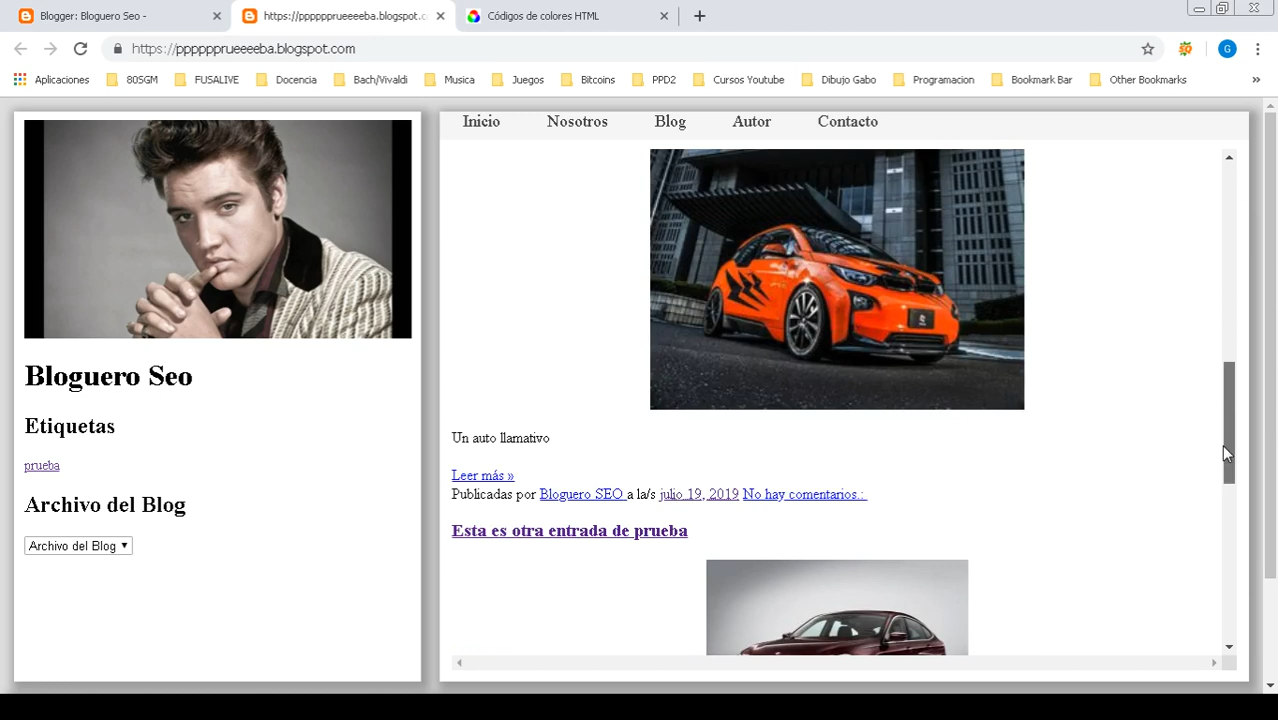 Blogger: Bloguero Seo -
https://ppppppprueeeeba.blogspot.c
Códigos de colores HTML
https://ppppppprueeeeba.blogspot.com
G
Aplicaciones
805GM
FUSALIVE
Docencia
Bach/Vivaldi
Musica
Juegos
Bitcoins
PPD2
Cursos Youtube
Dibujo Gabo
Programacion
Bookmark Bar
Other Bookmarks
»
Inicio
Nosotros
Blog
Autor
Contacto
Bloguero Seo
Etiquetas
prueba
Archivo del Blog
Archivo del Blog
Un auto llamativo
Leer más »
Publicadas por Bloguero SEO a la/s julio 19, 2019 No hay comentarios.:
Esta es otra entrada de prueba